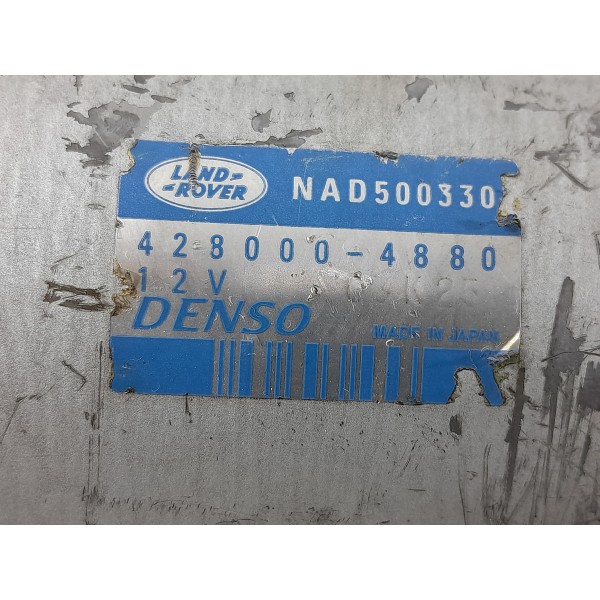 LAND-
-ROVER
NAD500330
428000-4880
12V
DENSO
MADE IN JAPAN